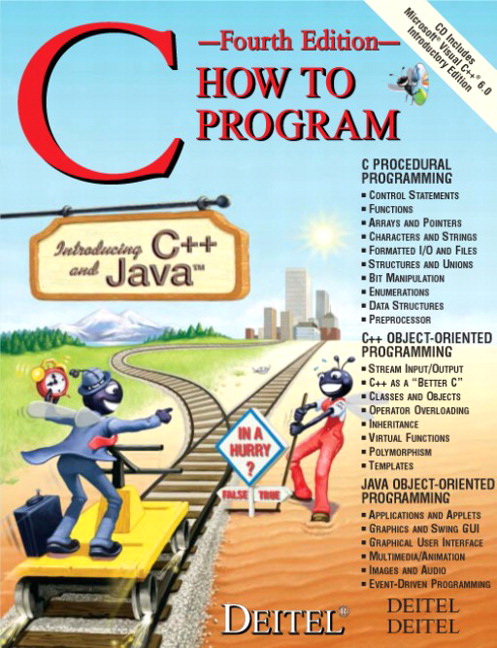 C
—Fourth Edition—
HOW TO
PROGRAM
CD Includes
Microsoft® Visual C++® 6.0
Introductory Edition
Introducing C++
and Java™
C PROCEDURAL
PROGRAMMING
▪ CONTROL STATEMENTS
▪ FUNCTIONS
▪ ARRAYS AND POINTERS
▪ CHARACTERS AND STRINGS
▪ FORMATTED I/O AND FILES
▪ STRUCTURES AND UNIONS
▪ BIT MANIPULATION
▪ ENUMERATIONS
▪ DATA STRUCTURES
▪ PREPROCESSOR
C++ OBJECT-ORIENTED
PROGRAMMING
▪ STREAM INPUT/OUTPUT
▪ C++ AS A “BETTER C”
▪ CLASSES AND OBJECTS
▪ OPERATOR OVERLOADING
▪ INHERITANCE
▪ VIRTUAL FUNCTIONS
▪ POLYMORPHISM
▪ TEMPLATES
JAVA OBJECT-ORIENTED
PROGRAMMING
▪ APPLICATIONS AND APPLETS
▪ GRAPHICS AND SWING GUI
▪ GRAPHICAL USER INTERFACE
▪ MULTIMEDIA/ANIMATION
▪ IMAGES AND AUDIO
▪ EVENT-DRIVEN PROGRAMMING
IN A
HURRY
?
FALSE TRUE
DEITEL®
DEITEL
DEITEL